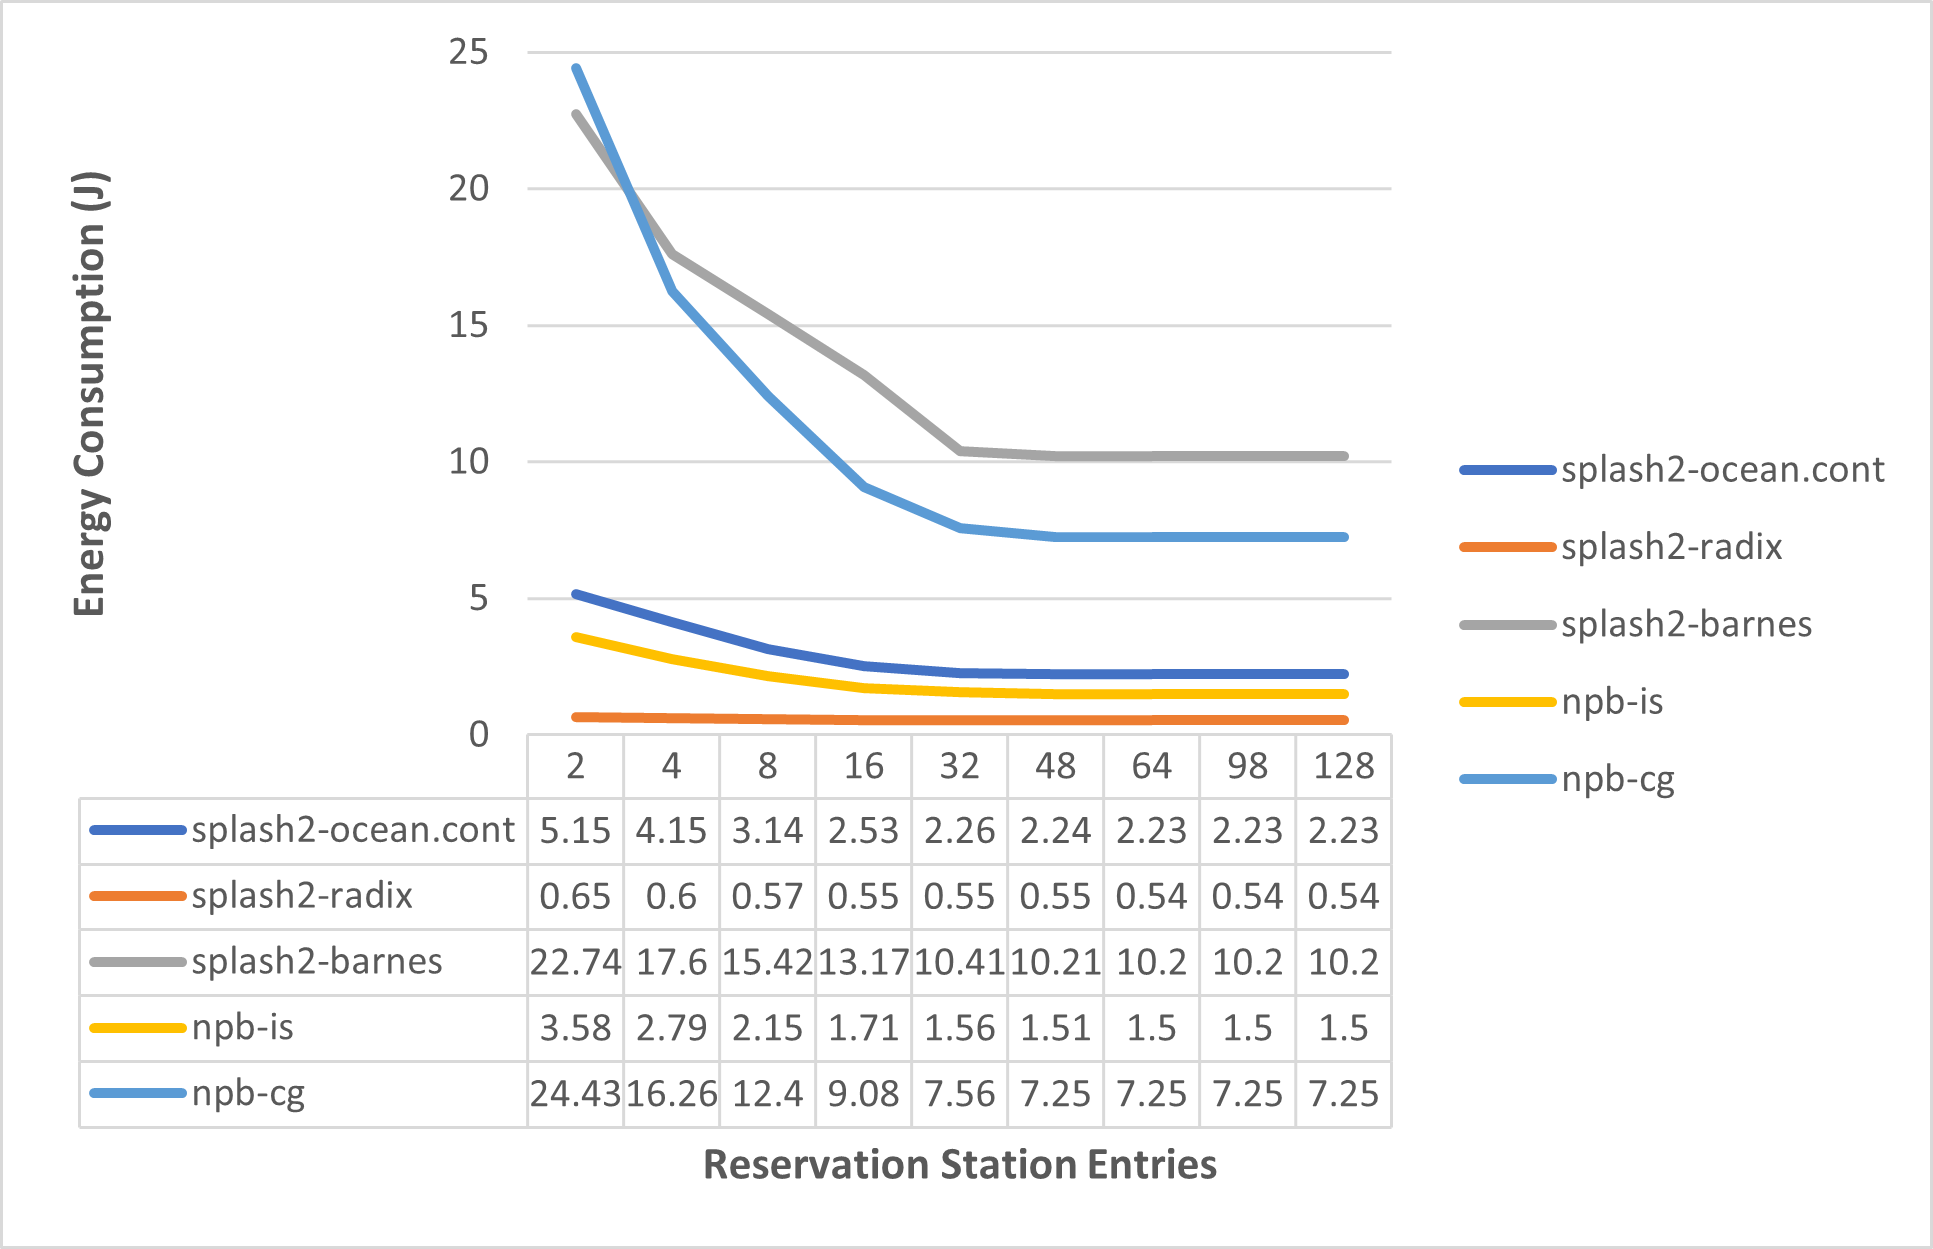 Energy Consumption (J)
25
20
15
10
5
0
2 4 8 16 32 48 64 98 128
splash2-ocean.cont 5.15 4.15 3.14 2.53 2.26 2.24 2.23 2.23 2.23
splash2-radix 0.65 0.6 0.57 0.55 0.55 0.55 0.54 0.54 0.54
splash2-barnes 22.74 17.6 15.42 13.17 10.41 10.21 10.2 10.2 10.2
npb-is 3.58 2.79 2.15 1.71 1.56 1.51 1.5 1.5 1.5
npb-cg 24.43 16.26 12.4 9.08 7.56 7.25 7.25 7.25 7.25
Reservation Station Entries
splash2-ocean.cont
splash2-radix
splash2-barnes
npb-is
npb-cg